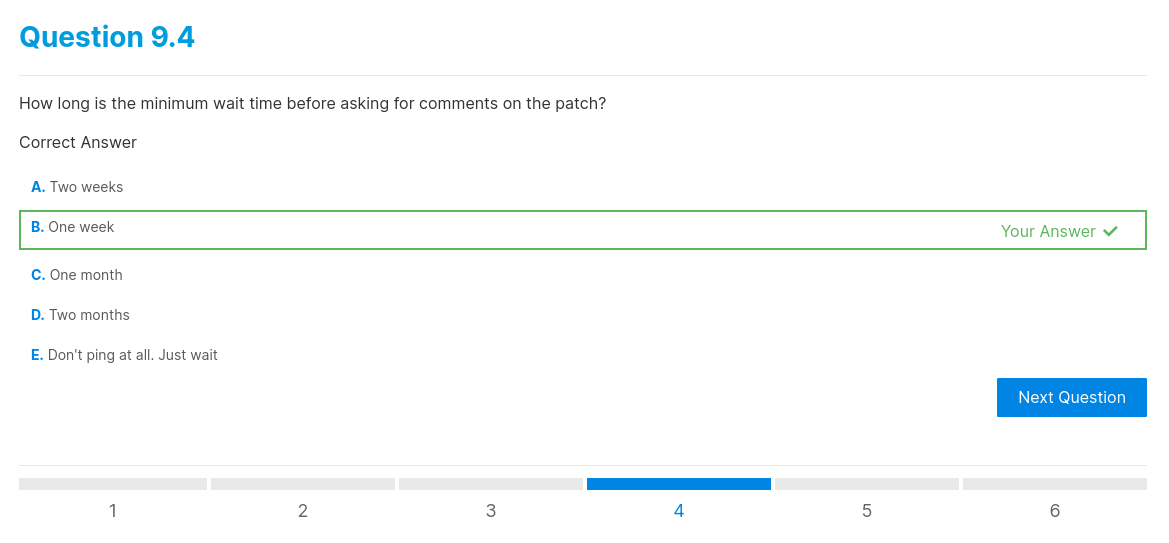 Question 9.4
How long is the minimum wait time before asking for comments on the patch?
Correct Answer
A. Two weeks
B. One week
Your Answer
C. One month
D. Two months
E. Don't ping at all. Just wait
Next Question
1 2 3 4 5 6